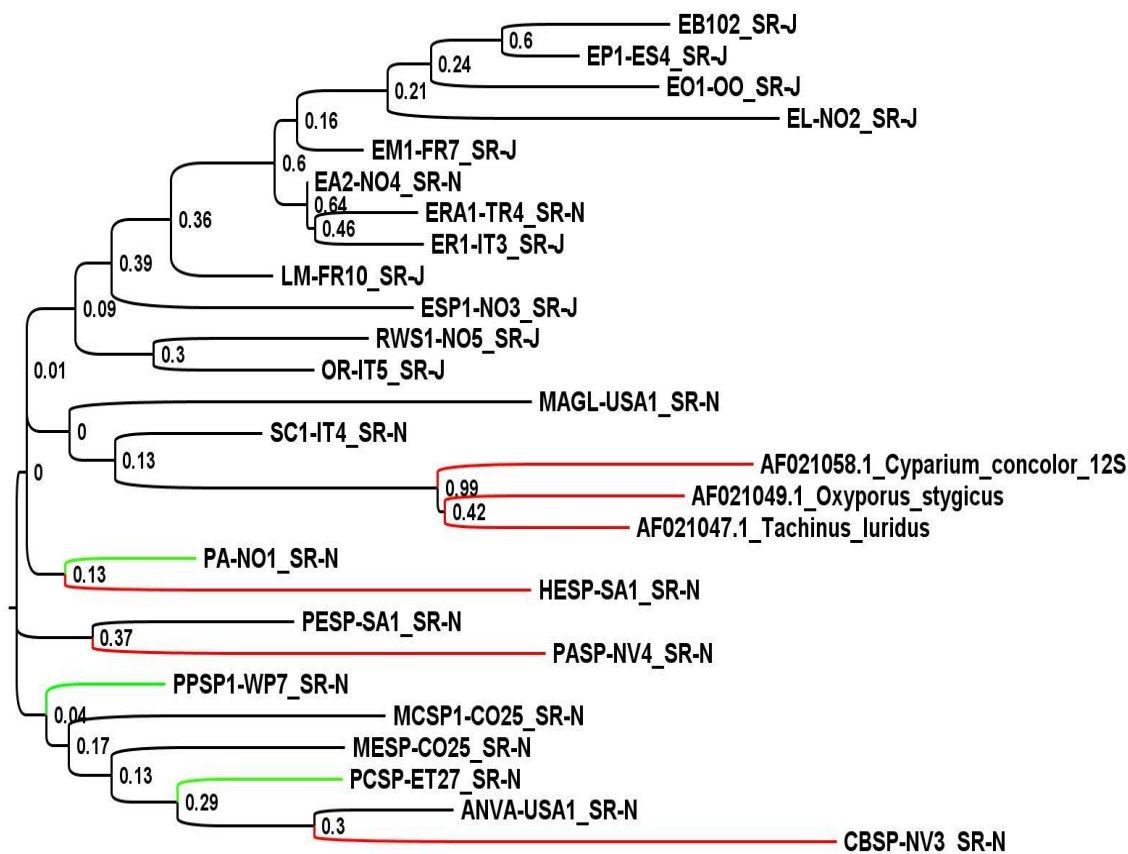 EB102_SR-J
0.6
EP1-ES4_SR-J
0.24
EO1-OO_SR-J
0.21
EL-NO2_SR-J
0.16
EM1-FR7_SR-J
0.6
EA2-NO4_SR-N
0.64
ERA1-TR4_SR-N
0.36
0.46
ER1-IT3_SR-J
0.39
LM-FR10_SR-J
0.09
ESP1-NO3_SR-J
RWS1-NO5_SR-J
0.3
OR-IT5_SR-J
0.01
MAGL-USA1_SR-N
0
SC1-IT4_SR-N
0.13
AF021058.1_Cyparium_concolor_12S
0
0.99
AF021049.1_Oxyporus_stygicus
0.42
AF021047.1_Tachinus_luridus
PA-NO1_SR-N
0.13
HESP-SA1_SR-N
PESP-SA1_SR-N
0.37
PASP-NV4_SR-N
PPSP1-WP7_SR-N
0.04
MCSP1-CO25_SR-N
0.17
MESP-CO25_SR-N
0.13
PCSP-ET27_SR-N
0.29
ANVA-USA1_SR-N
0.3
CBSP-NV3_SR-N